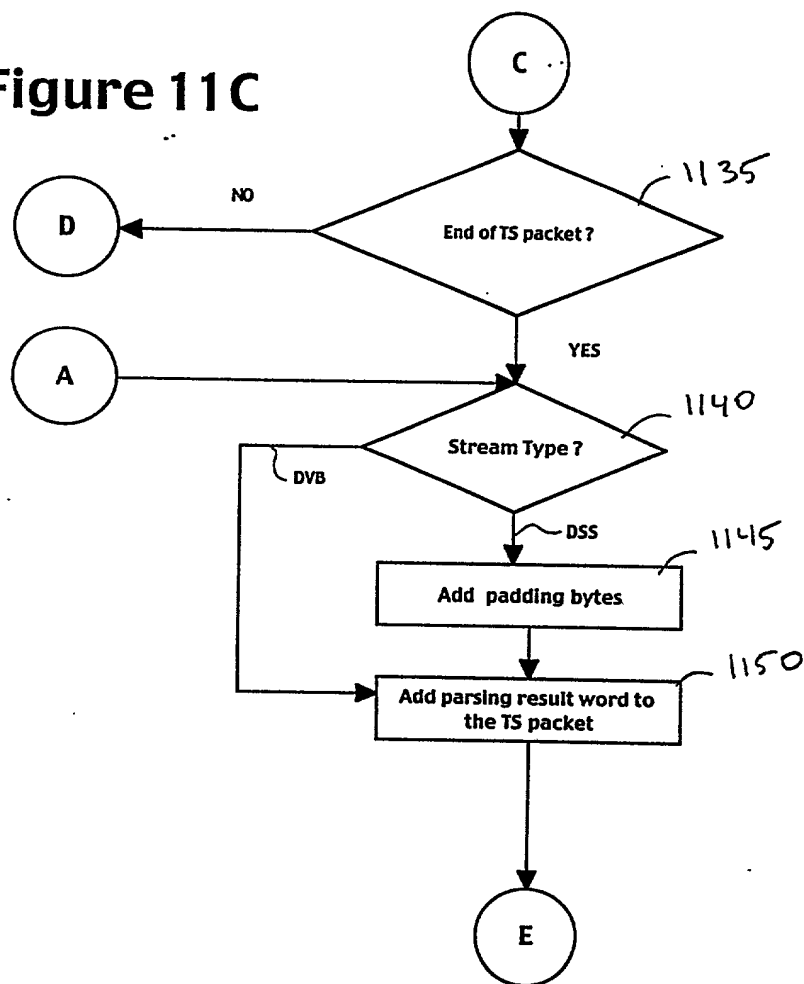 Figure 11C
C
1135
NO
D
End of TS packet ?
YES
A
1140
Stream Type ?
DVB
DSS
1145
Add padding bytes
1150
Add parsing result word to
the TS packet
E